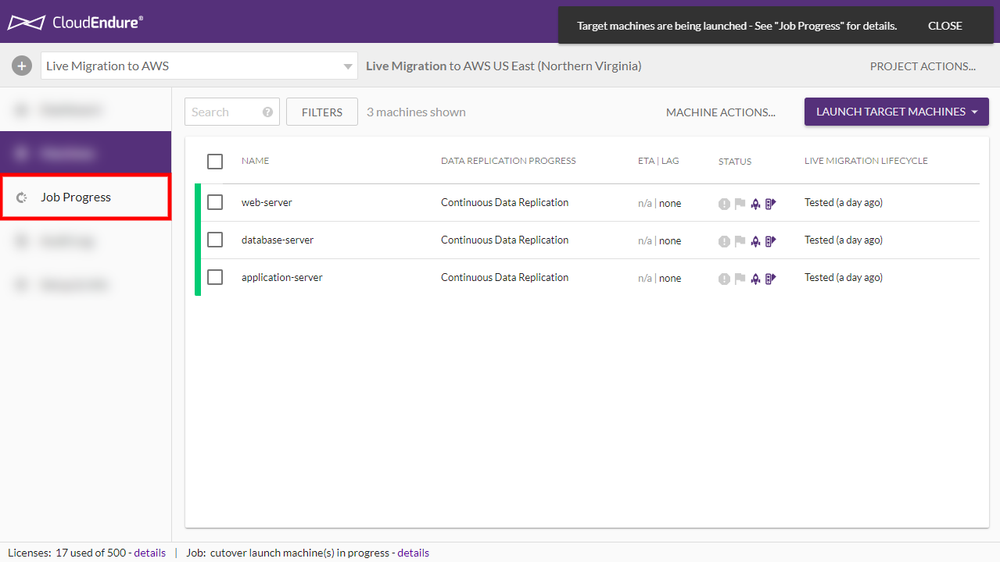 CloudEndure®
Target machines are being launched - See "Job Progress" for details. CLOSE
Live Migration to AWS
Live Migration to AWS US East (Northern Virginia)
PROJECT ACTIONS...
Job Progress
Search ?
FILTERS
3 machines shown
MACHINE ACTIONS...
LAUNCH TARGET MACHINES
NAME DATA REPLICATION PROGRESS ETA | LAG STATUS LIVE MIGRATION LIFECYCLE
web-server Continuous Data Replication n/a | none Tested (a day ago)
database-server Continuous Data Replication n/a | none Tested (a day ago)
application-server Continuous Data Replication n/a | none Tested (a day ago)
Licenses: 17 used of 500 - details | Job: cutover launch machine(s) in progress - details